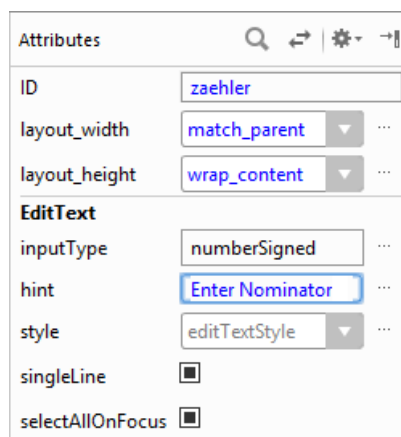 Attributes
ID zaehler
layout_width match_parent ...
layout_height wrap_content ...
EditText
inputType numberSigned ...
hint Enter Nominator ...
style editTextStyle ...
singleLine
selectAllOnFocus